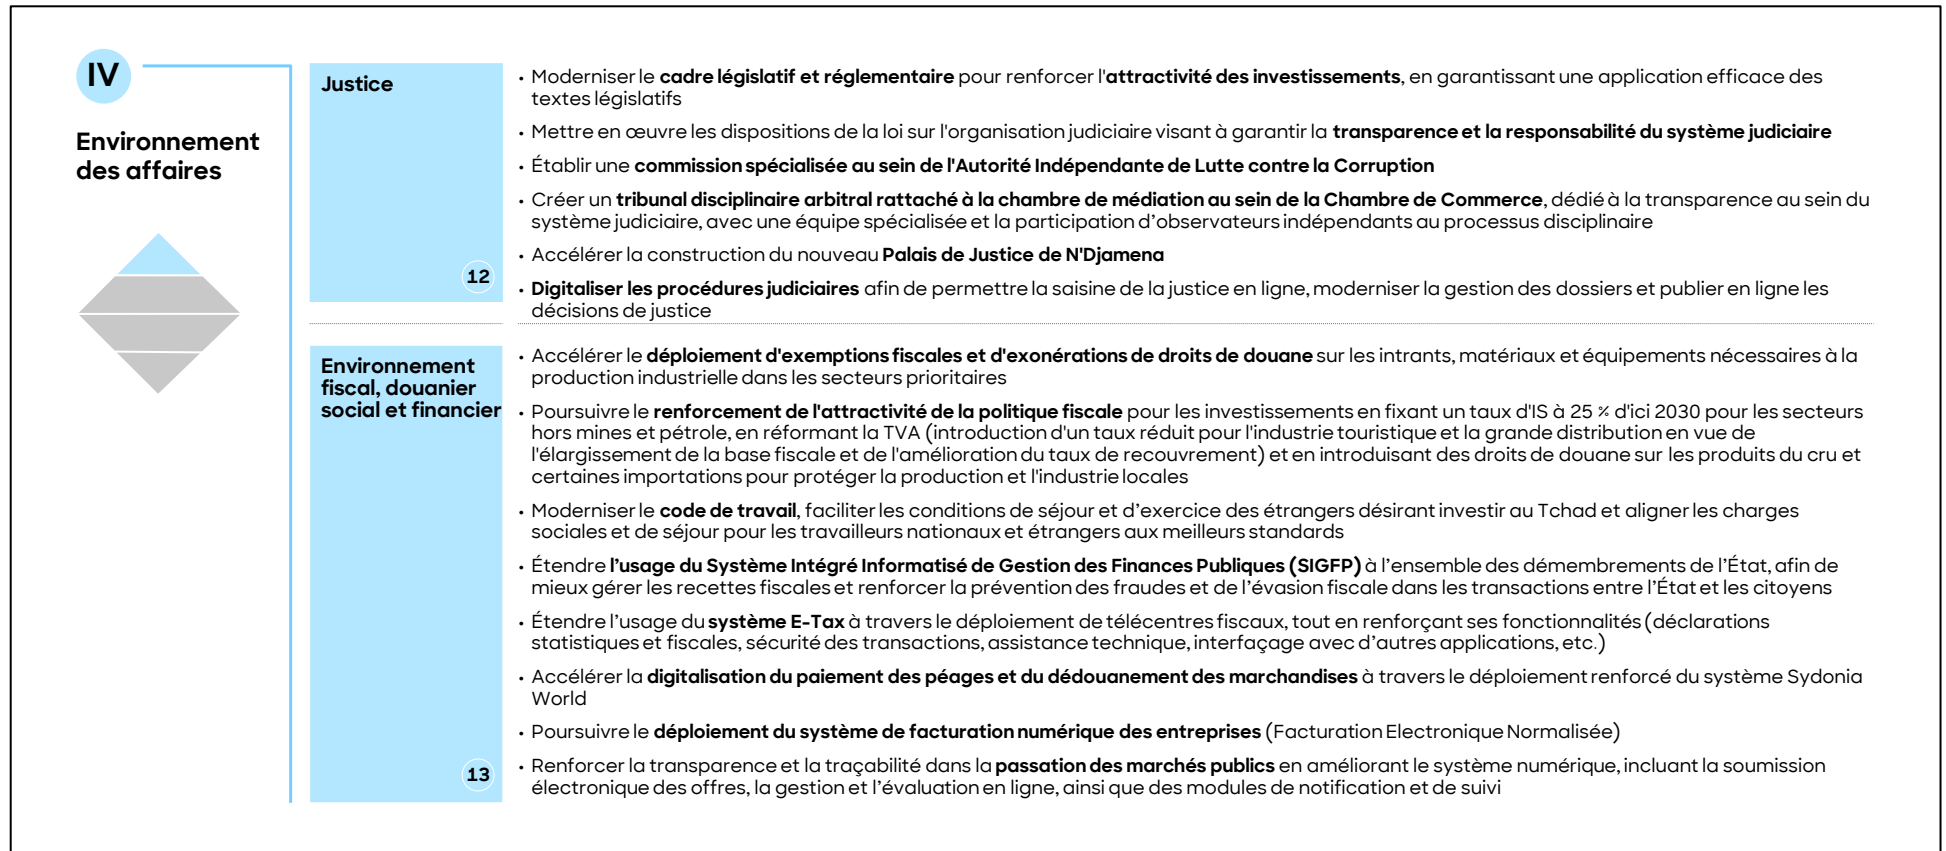 IV
Environnement
des affaires
Justice
12
• Moderniser le cadre législatif et réglementaire pour renforcer l'attractivité des investissements, en garantissant une application efficace des
textes législatifs
• Mettre en œuvre les dispositions de la loi sur l'organisation judiciaire visant à garantir la transparence et la responsabilité du système judiciaire
• Établir une commission spécialisée au sein de l'Autorité Indépendante de Lutte contre la Corruption
• Créer un tribunal disciplinaire arbitral rattaché à la chambre de médiation au sein de la Chambre de Commerce, dédié à la transparence au sein du
système judiciaire, avec une équipe spécialisée et la participation d’observateurs indépendants au processus disciplinaire
• Accélérer la construction du nouveau Palais de Justice de N'Djamena
• Digitaliser les procédures judiciaires afin de permettre la saisine de la justice en ligne, moderniser la gestion des dossiers et publier en ligne les
décisions de justice
Environnement
fiscal, douanier
social et financier
13
• Accélérer le déploiement d'exemptions fiscales et d'exonérations de droits de douane sur les intrants, matériaux et équipements nécessaires à la
production industrielle dans les secteurs prioritaires
• Poursuivre le renforcement de l'attractivité de la politique fiscale pour les investissements en fixant un taux d'IS à 25 % d'ici 2030 pour les secteurs
hors mines et pétrole, en réformant la TVA (introduction d'un taux réduit pour l'industrie touristique et la grande distribution en vue de
l'élargissement de la base fiscale et de l'amélioration du taux de recouvrement) et en introduisant des droits de douane sur les produits du cru et
certaines importations pour protéger la production et l'industrie locales
• Moderniser le code de travail, faciliter les conditions de séjour et d’exercice des étrangers désirant investir au Tchad et aligner les charges
sociales et de séjour pour les travailleurs nationaux et étrangers aux meilleurs standards
• Étendre l’usage du Système Intégré Informatisé de Gestion des Finances Publiques (SIGFP) à l’ensemble des démembrements de l’État, afin de
mieux gérer les recettes fiscales et renforcer la prévention des fraudes et de l’évasion fiscale dans les transactions entre l’État et les citoyens
• Étendre l’usage du système E-Tax à travers le déploiement de télécentres fiscaux, tout en renforçant ses fonctionnalités (déclarations
statistiques et fiscales, sécurité des transactions, assistance technique, interfaçage avec d’autres applications, etc.)
• Accélérer la digitalisation du paiement des péages et du dédouanement des marchandises à travers le déploiement renforcé du système Sydonia
World
• Poursuivre le déploiement du système de facturation numérique des entreprises (Facturation Electronique Normalisée)
• Renforcer la transparence et la traçabilité dans la passation des marchés publics en améliorant le système numérique, incluant la soumission
électronique des offres, la gestion et l’évaluation en ligne, ainsi que des modules de notification et de suivi